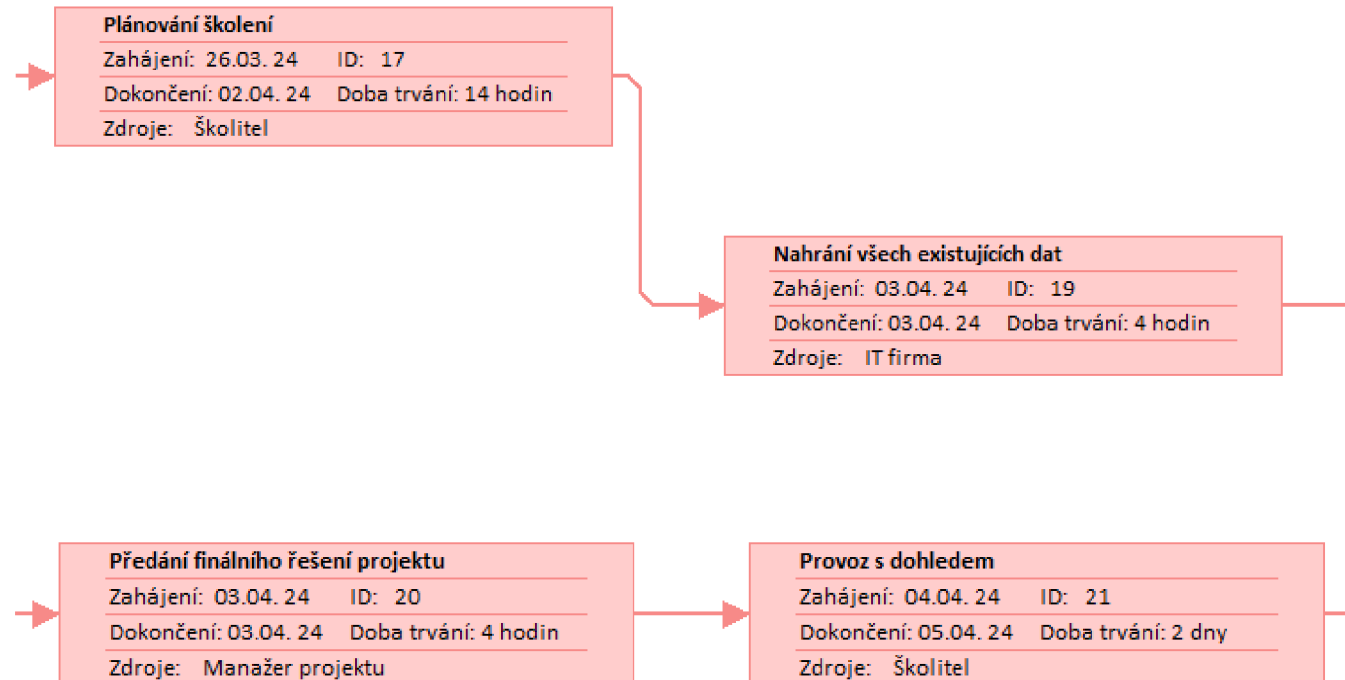 Plánování školení
Zahájení: 26.03. 24 ID: 17
Dokončení: 02.04. 24 Doba trvání: 14 hodin
Zdroje: Školitel
Nahrání všech existujících dat
Zahájení: 03.04. 24 ID: 19
Dokončení: 03.04. 24 Doba trvání: 4 hodin
Zdroje: IT firma
Předání finálního řešení projektu
Zahájení: 03.04. 24 ID: 20
Dokončení: 03.04. 24 Doba trvání: 4 hodin
Zdroje: Manažer projektu
Provoz s dohledem
Zahájení: 04.04. 24 ID: 21
Dokončení: 05.04. 24 Doba trvání: 2 dny
Zdroje: Školitel